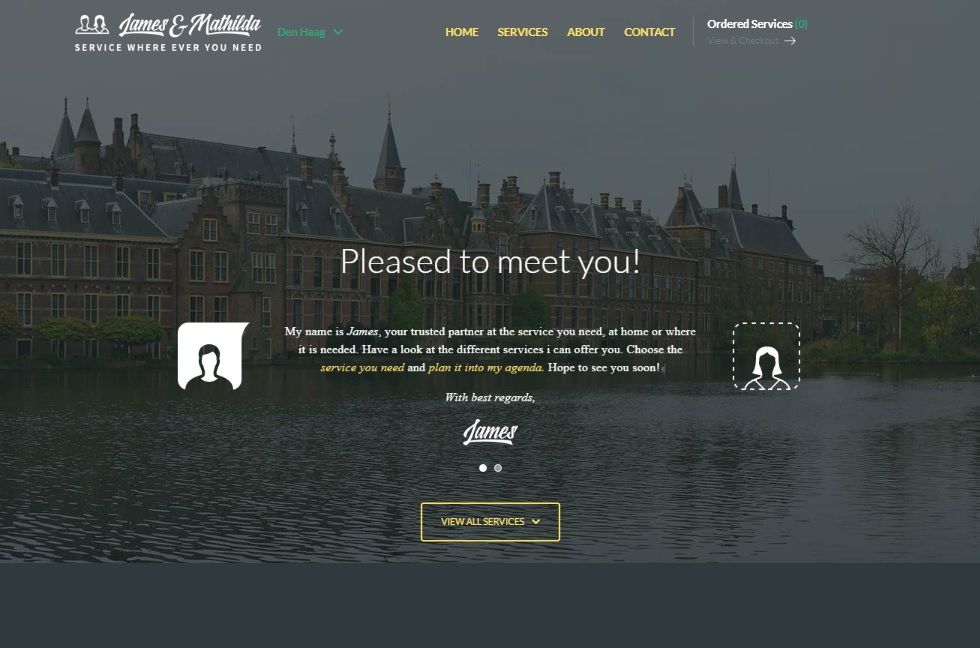 James & Mathilda
SERVICE WHERE EVER YOU NEED
Den Haag
HOME SERVICES ABOUT CONTACT
Ordered Services (0)
View & Checkout
Pleased to meet you!
My name is James, your trusted partner at the service you need, at home or where
it is needed. Have a look at the different services i can offer you. Choose the
service you need and plan it into my agenda. Hope to see you soon!
With best regards,
James
VIEW ALL SERVICES